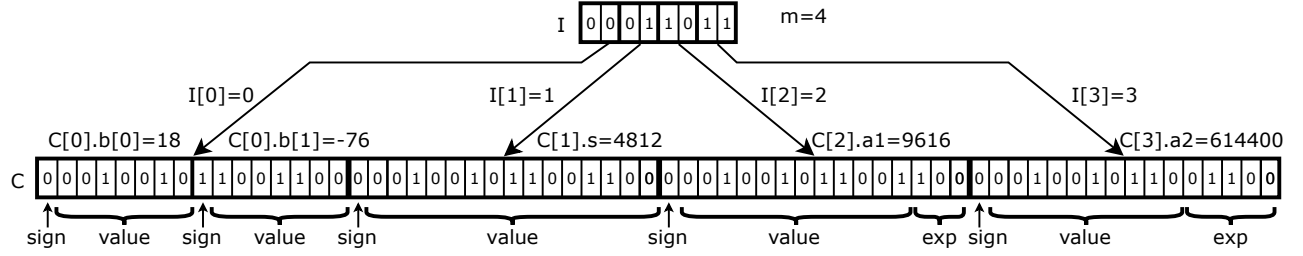 I 0 0 0 1 1 0 1 1 m=4
I[0]=0 I[1]=1 I[2]=2 I[3]=3
C[0].b[0]=18 C[0].b[1]=-76 C[1].s=4812 C[2].a1=9616 C[3].a2=614400
C 0 0 0 1 0 0 1 0 1 1 0 0 1 1 0 0 0 0 0 1 0 0 1 0 1 1 0 0 1 1 0 0 0 0 0 1 0 0 1 0 1 1 0 0 1 1 0 0 0 0 0 1 0 0 1 0 1 1 0 0 1 1 0 0
sign value sign value sign value sign value exp sign value exp